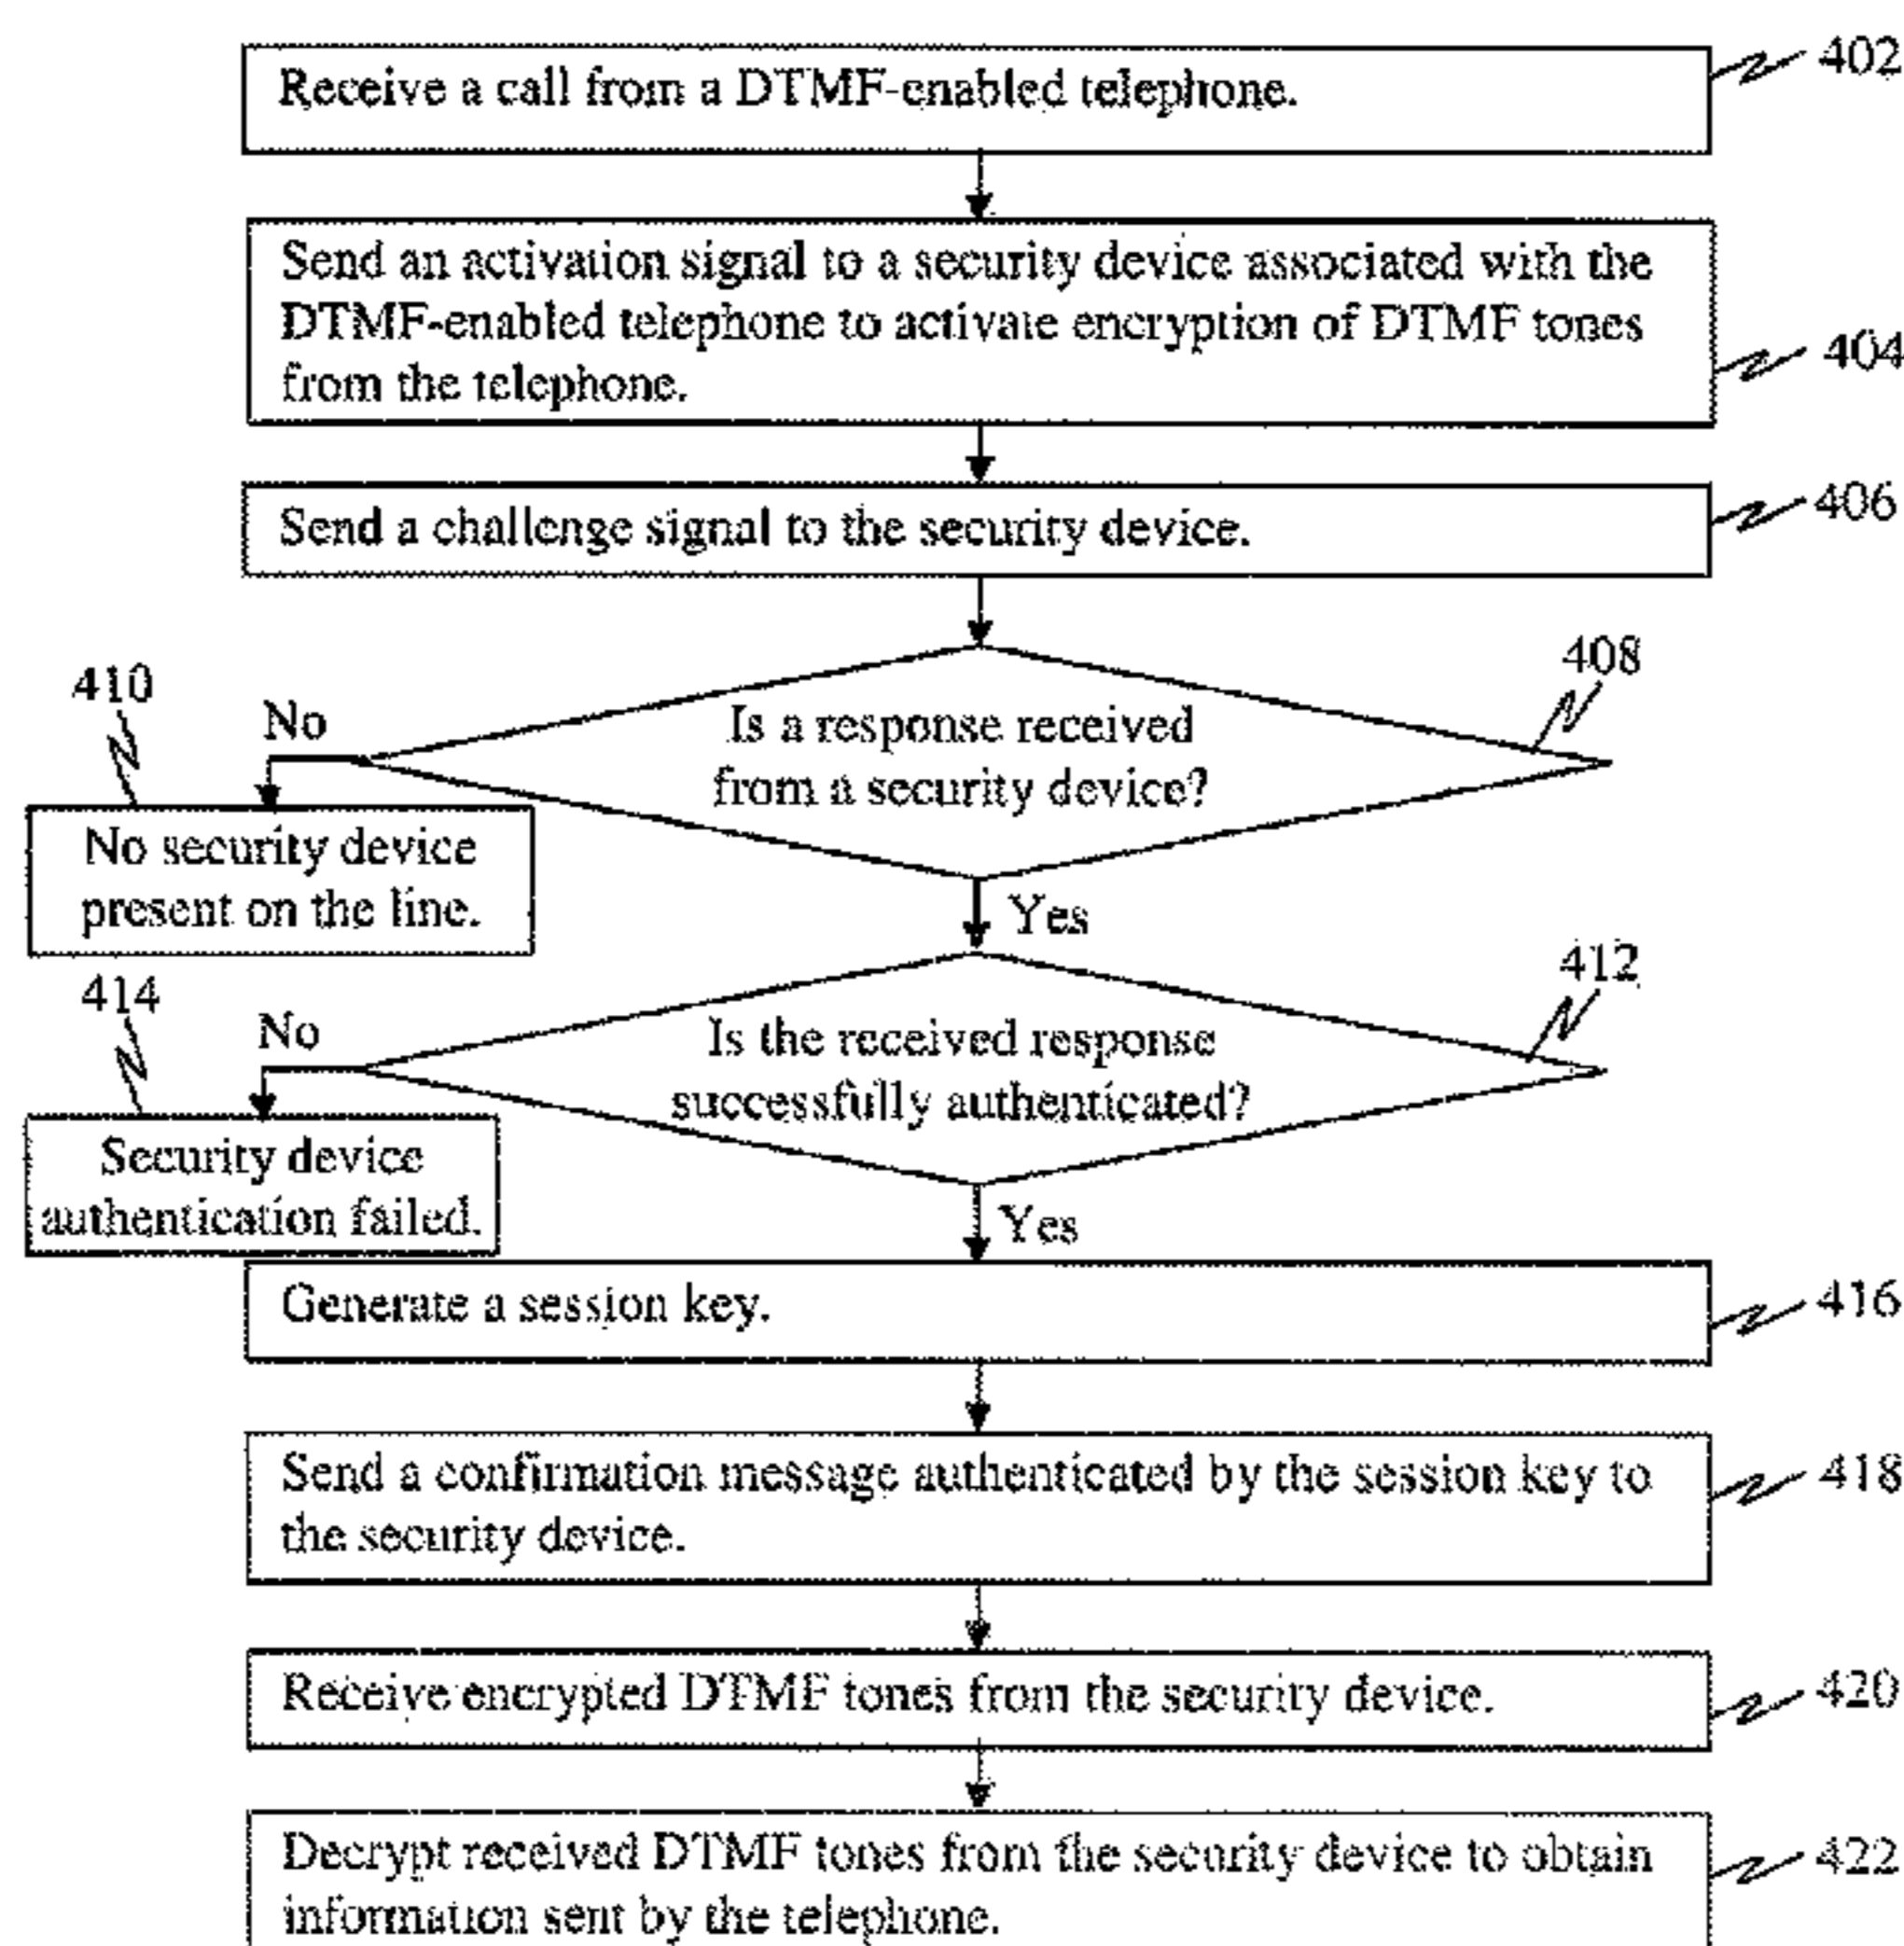 Receive a call from a DTMF-enabled telephone.
402
Send an activation signal to a security device associated with the
DTMF-enabled telephone to activate encryption of DTMF tones
from the telephone.
404
Send a challenge signal to the security device.
406
408
410
No
Is a response received
from a security device?
No security device
present on the line.
Yes
412
414
No
Is the received response
successfully authenticated?
Security device
authentication failed.
Yes
Generate a session key.
416
Send a confirmation message authenticated by the session key to
the security device.
418
Receive encrypted DTMF tones from the security device.
420
Decrypt received DTMF tones from the security device to obtain
information sent by the telephone.
422